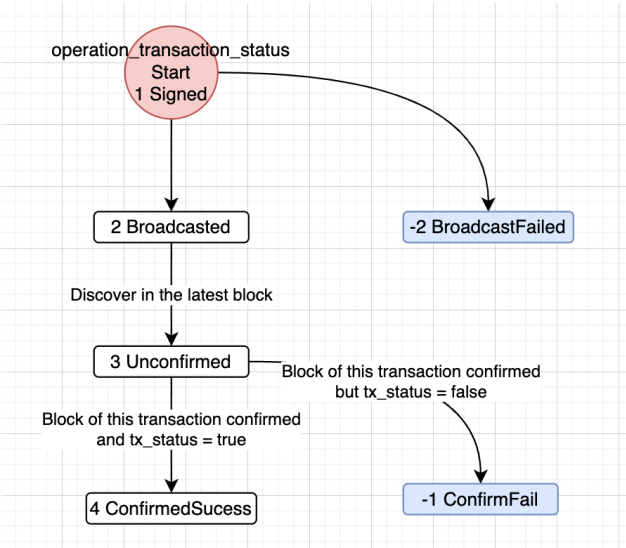 operation_transaction_status
Start
1 Signed
2 Broadcasted
-2 BroadcastFailed
Discover in the latest block
3 Unconfirmed
Block of this transaction confirmed
but tx_status = false
Block of this transaction confirmed
and tx_status = true
4 ConfirmedSucess
-1 ConfirmFail